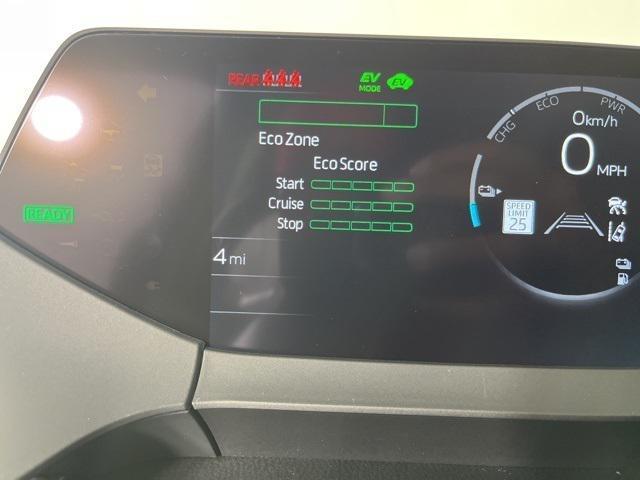 REAR
EV
MODE
EV
Eco Zone
Eco Score
Start
Cruise
Stop
READY
4 mi
CHG
ECO
PWR
0 km/h
0 MPH
SPEED
LIMIT
25